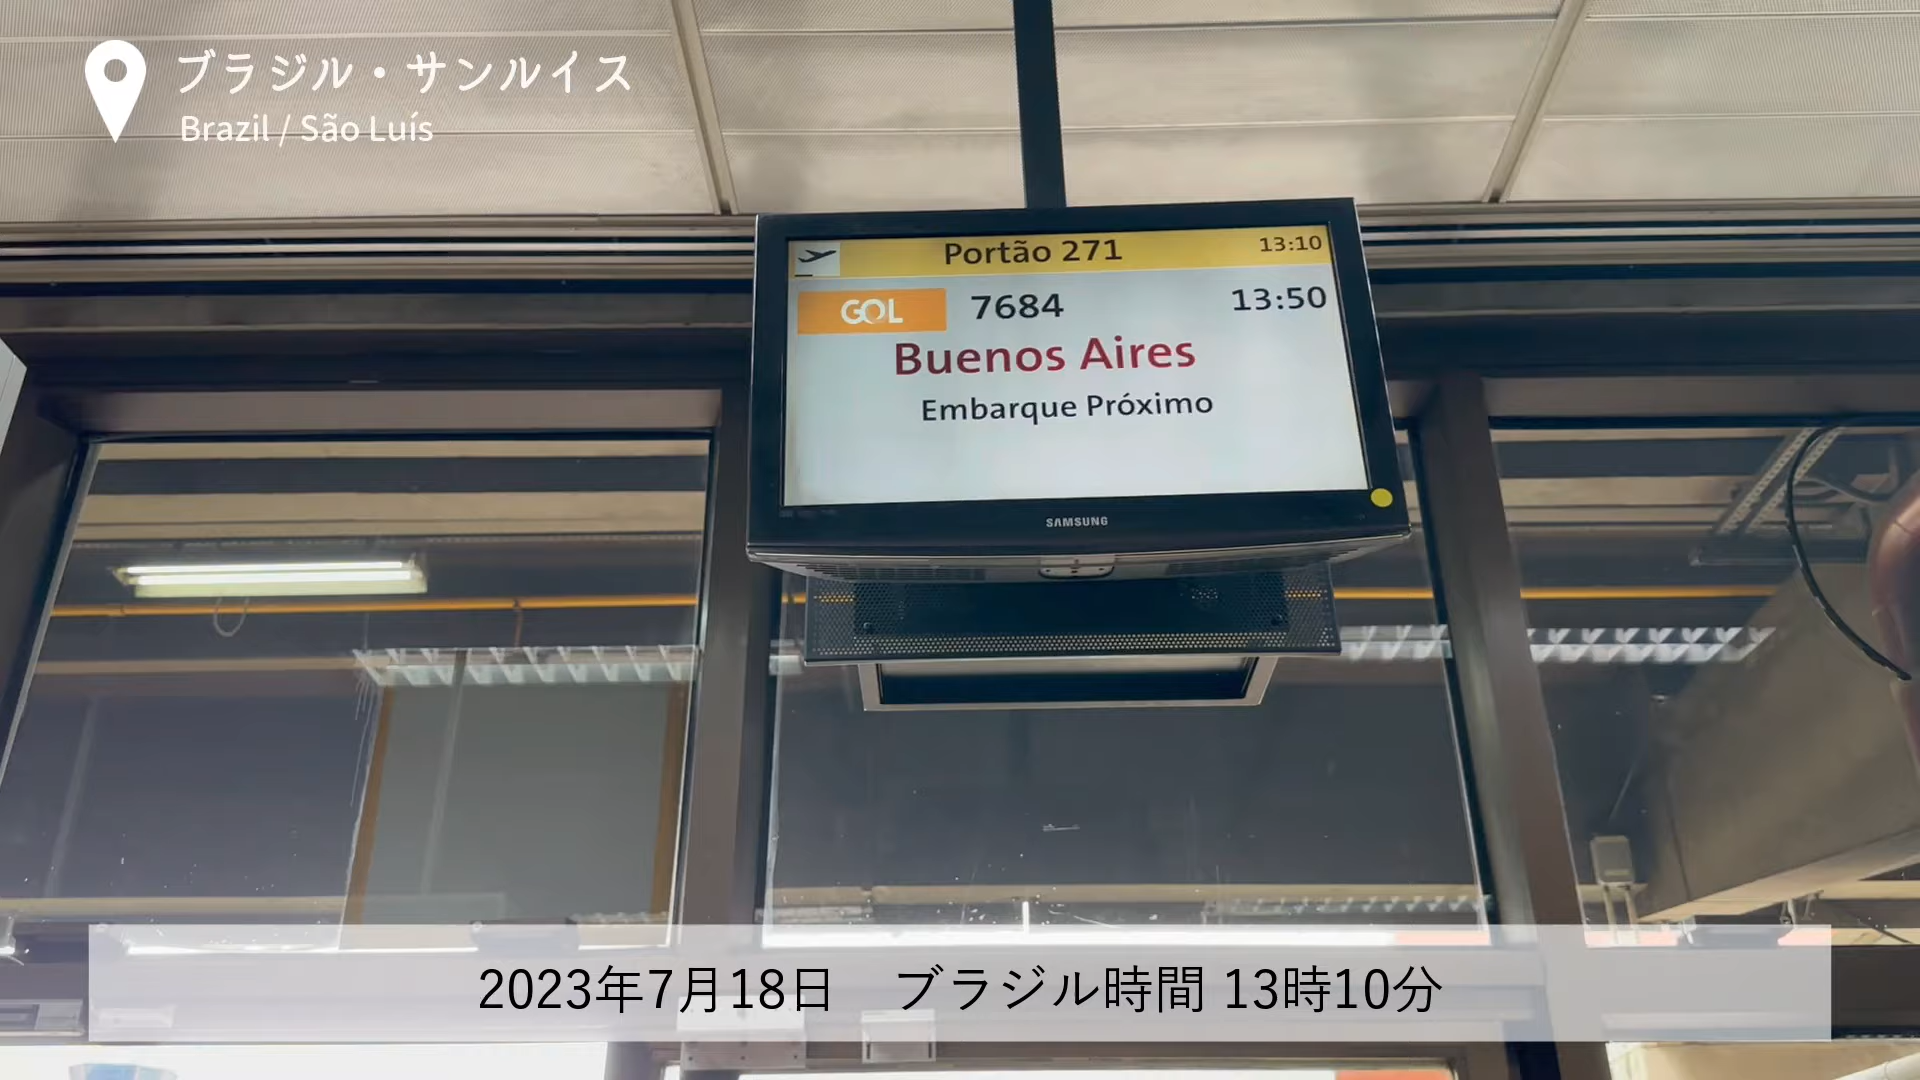 ブラジル・サンルイス
Brazil / São Luís
Portão 271
13:10
GOL
7684
13:50
Buenos Aires
Embarque Próximo
SAMSUNG
2023年7月18日　ブラジル時間 13時10分